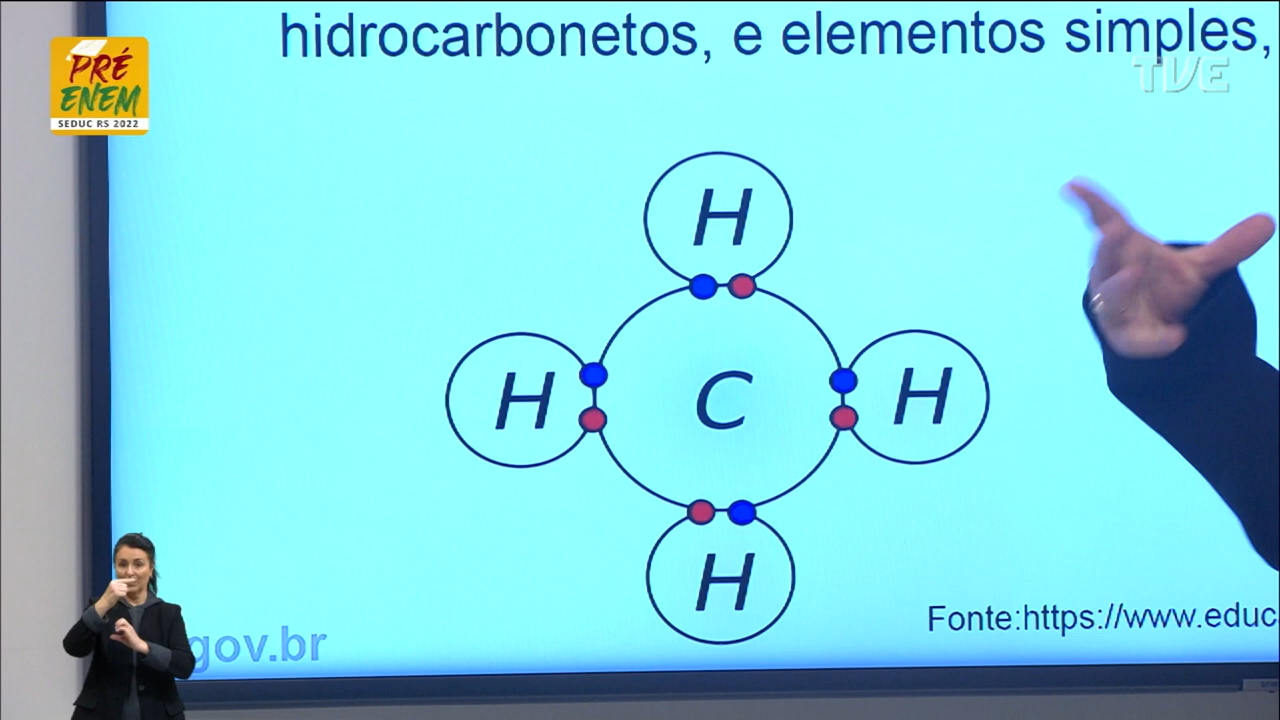 hidrocarbonetos, e elementos simples,
PRÉ
ENEM
SEDUC RS 2022
TVE
H
H
C
H
H
Fonte:https://www.educ
gov.br